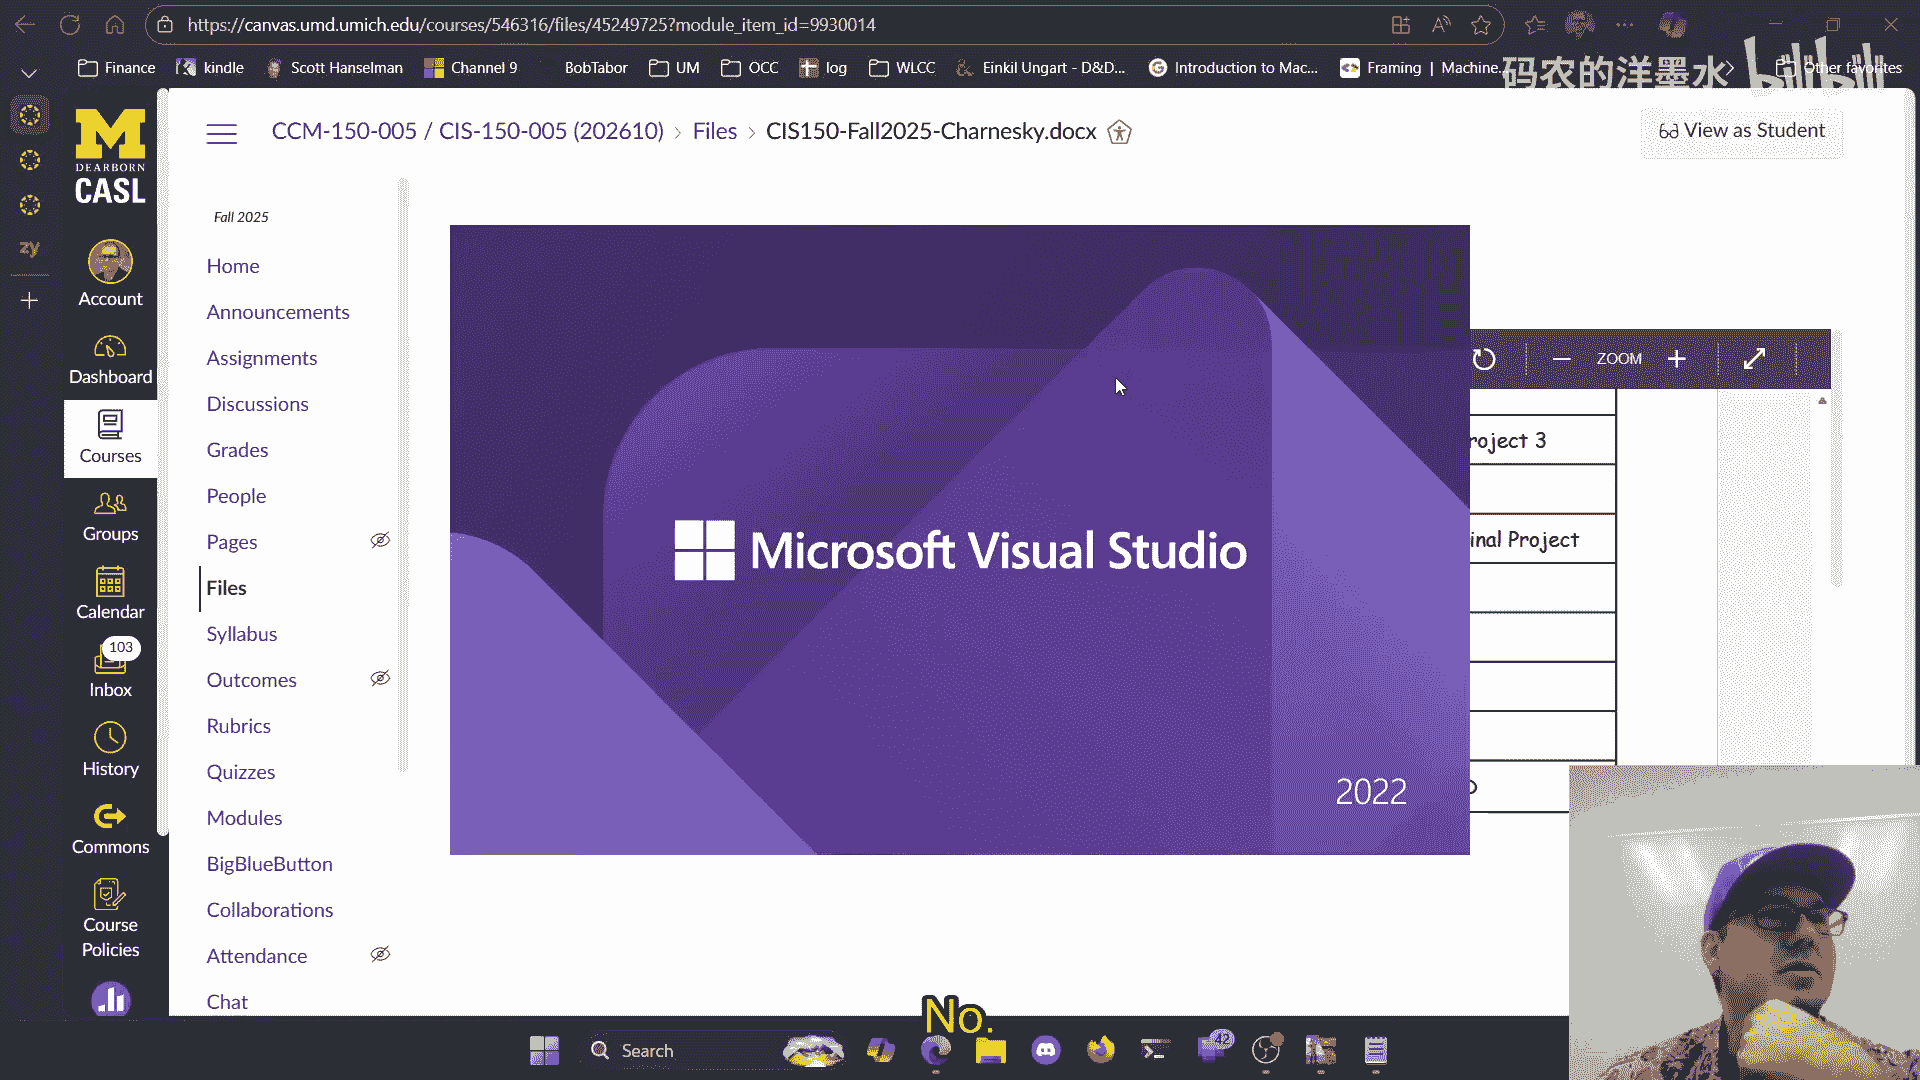 https://canvas.umd.umich.edu/courses/546316/files/45249725?module_item_id=9930014
Finance
kindle
Scott Hanselman
Channel 9
BobTabor
UM
OCC
log
WLCC
Einkil Ungart - D&D...
Introduction to Mac...
Framing | Machine...
Other favorites
码农的洋墨水
bilibili
M
DEARBORN
CASL
CCM-150-005 / CIS-150-005 (202610) › Files › CIS150-Fall2025-Charnesky.docx
View as Student
zy
Account
Dashboard
Courses
Groups
Calendar
103
Inbox
History
Commons
Course
Policies
Fall 2025
Home
Announcements
Assignments
Discussions
Grades
People
Pages
Files
Syllabus
Outcomes
Rubrics
Quizzes
Modules
BigBlueButton
Collaborations
Attendance
Chat
Microsoft Visual Studio
2022
ZOOM
roject 3
inal Project
No.
Search
42